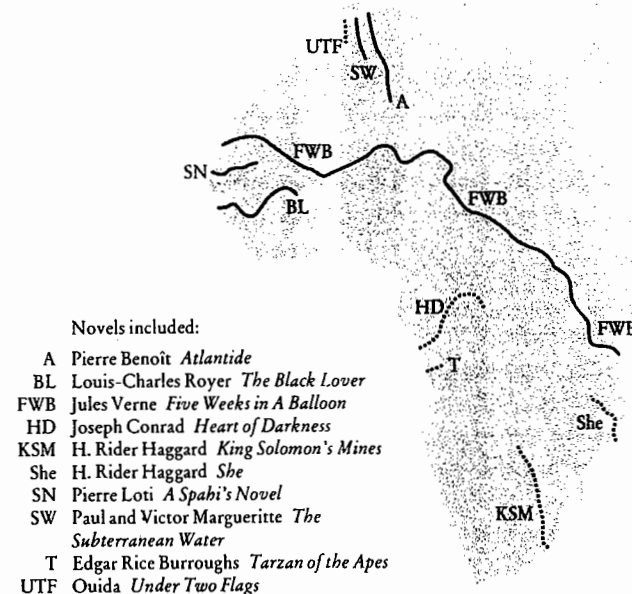 UTF
SW
A
FWB
SN
BL
FWB
HD
FWB
T
She
KSM
Novels included:
A Pierre Benoît Atlantide
BL Louis-Charles Royer The Black Lover
FWB Jules Verne Five Weeks in A Balloon
HD Joseph Conrad Heart of Darkness
KSM H. Rider Haggard King Solomon's Mines
She H. Rider Haggard She
SN Pierre Loti A Spahi's Novel
SW Paul and Victor Margueritte The
Subterranean Water
T Edgar Rice Burroughs Tarzan of the Apes
UTF Ouida Under Two Flags